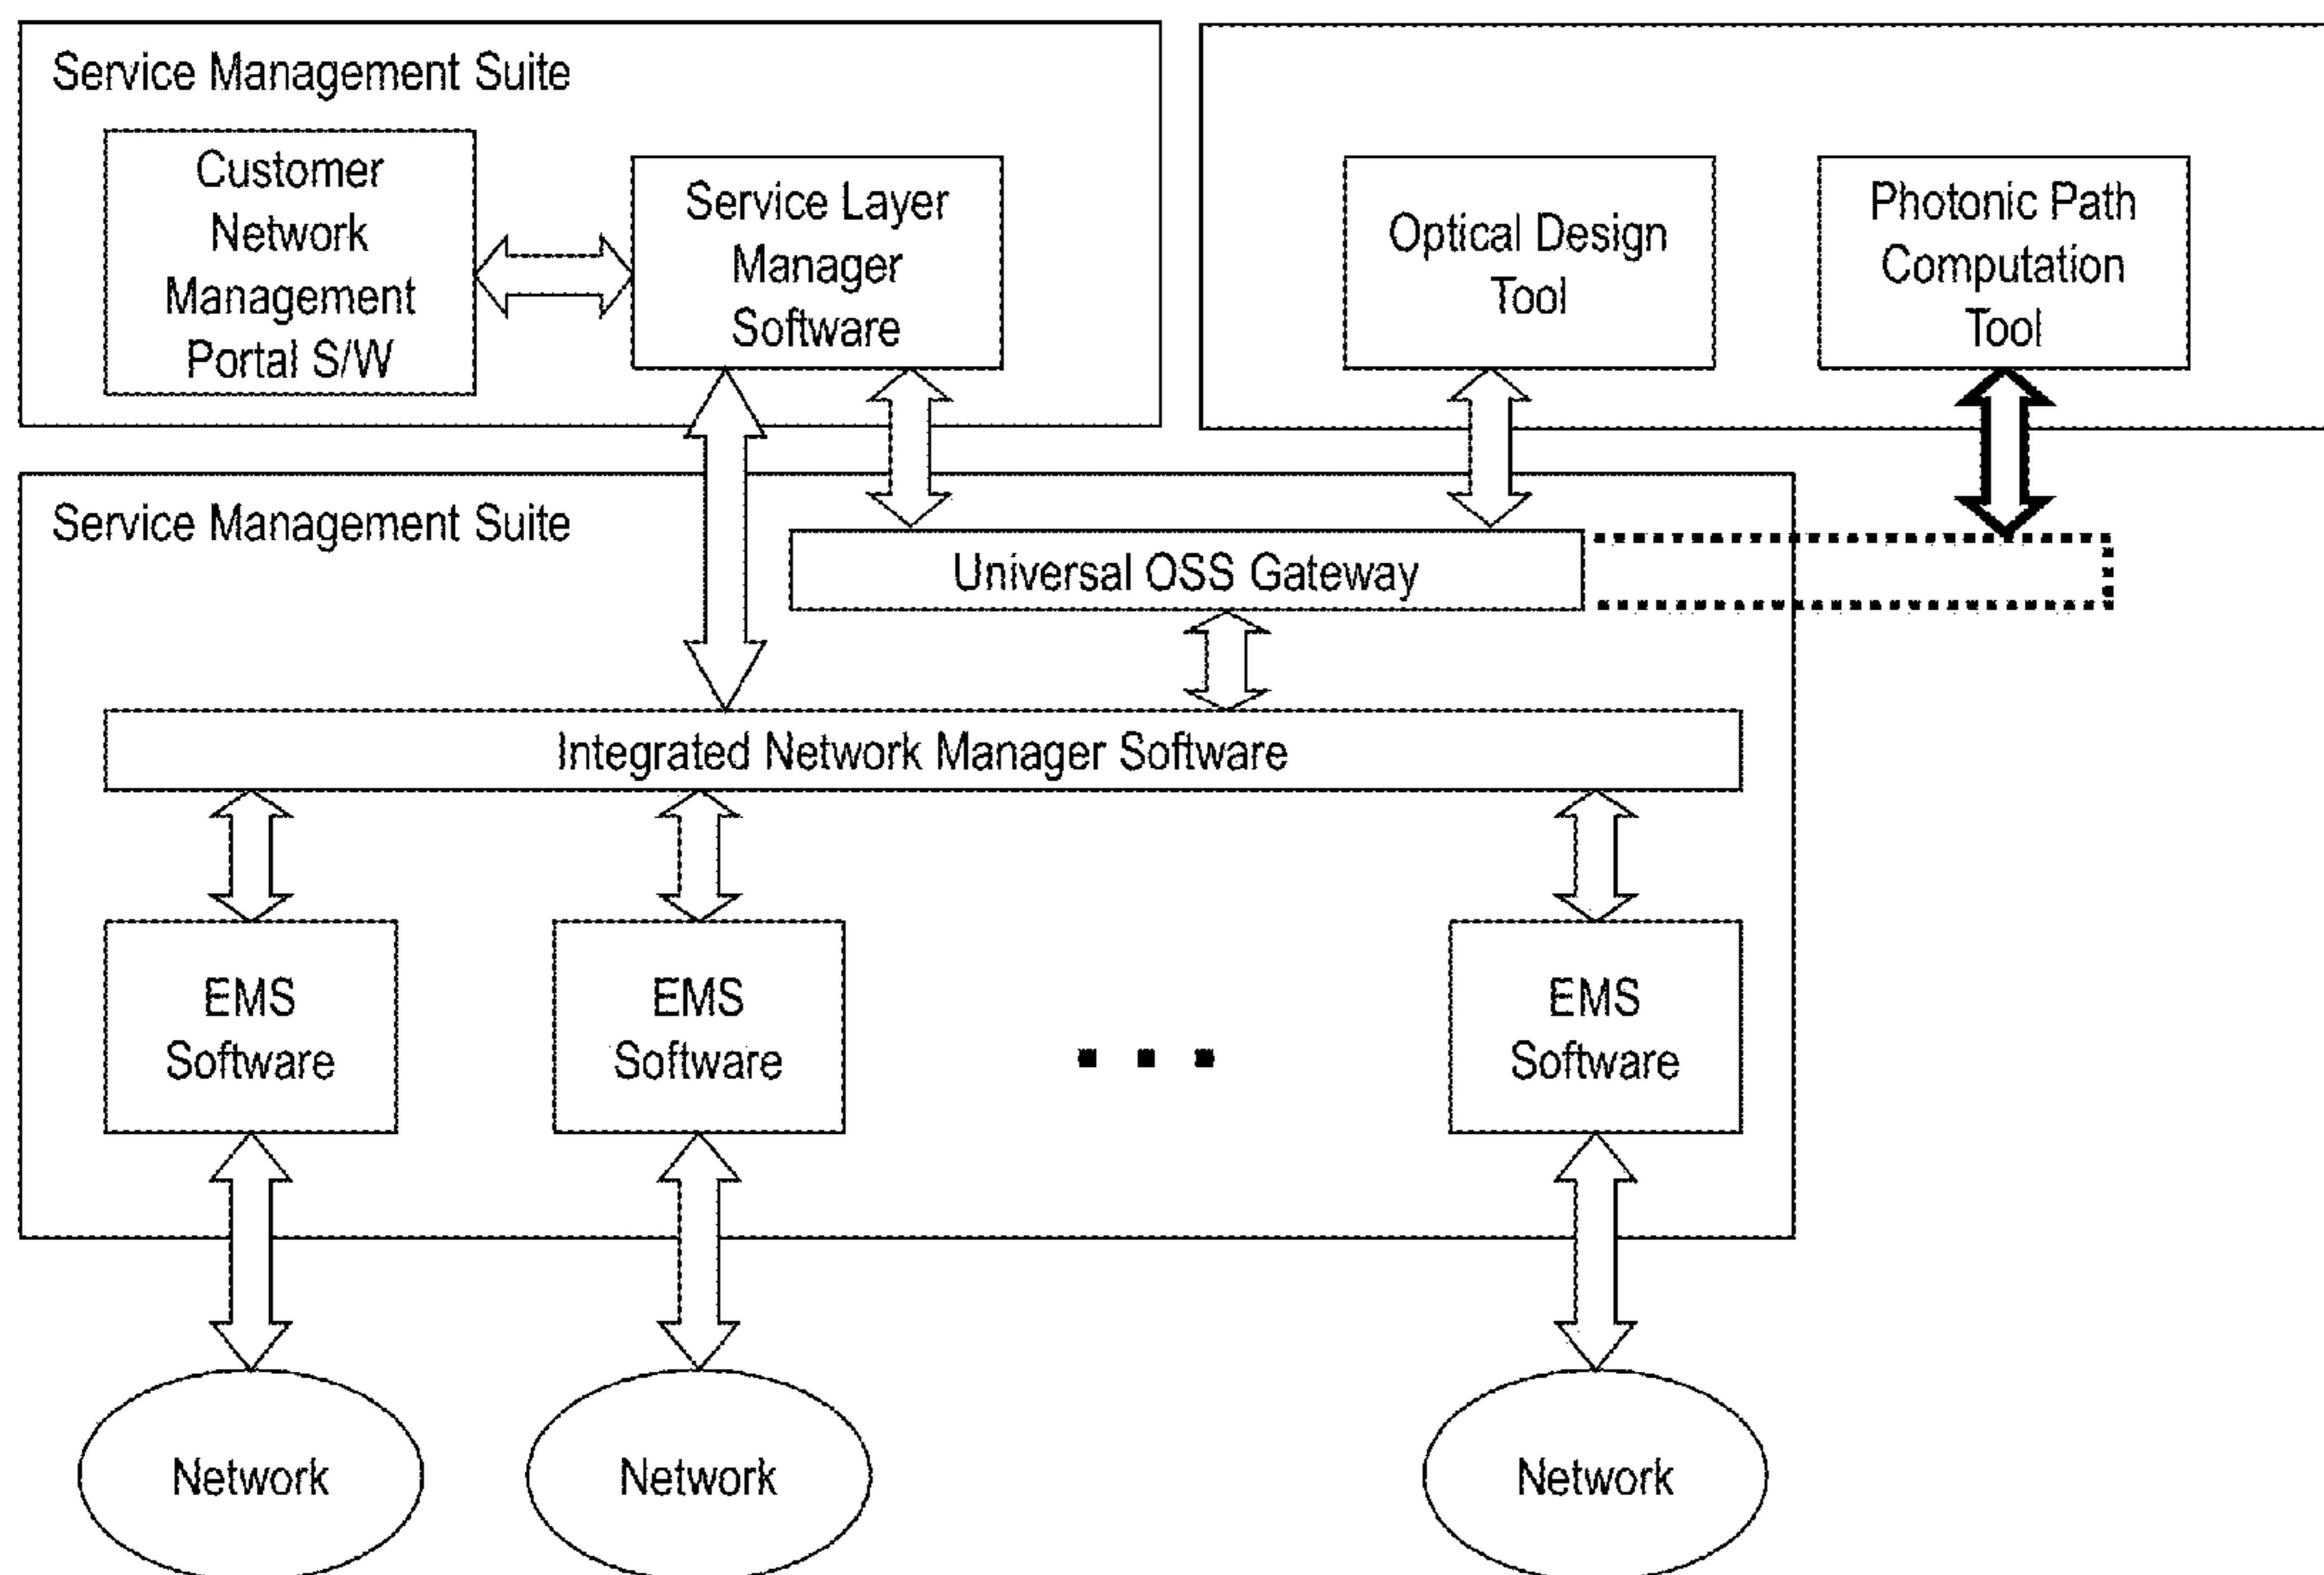 Service Management Suite
Customer
Network
Management
Portal S/W
Service Layer
Manager
Software
Optical Design
Tool
Photonic Path
Computation
Tool
Service Management Suite
Universal OSS Gateway
Integrated Network Manager Software
EMS
Software
EMS
Software
EMS
Software
Network
Network
Network